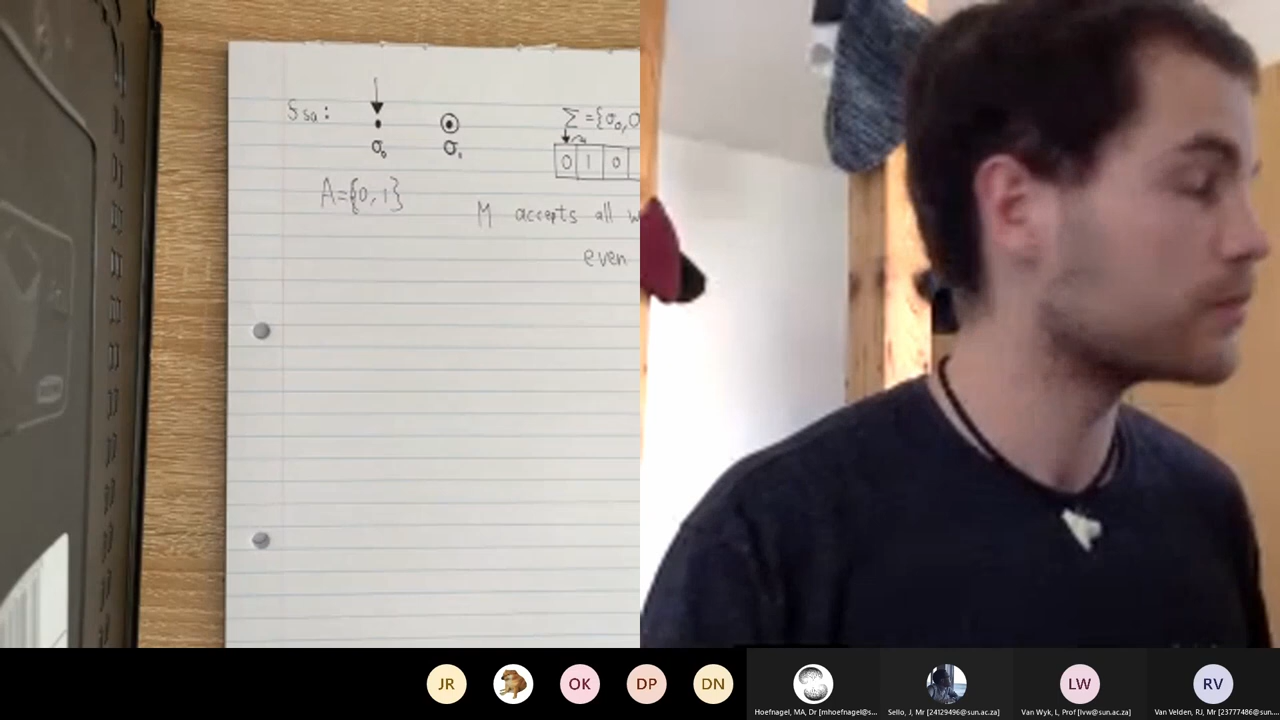 Ssa:
Σ = {σ₀, σ
σ₀ σ₁
0 1 0
A={0,1}
M accepts all w
even
JR
OK
DP
DN
LW
RV
Hoefnagel, MA, Dr [mhoefnagel@s...
Sello, J, Mr [24129496@sun.ac.za]
Van Wyk, L, Prof [lvw@sun.ac.za]
Van Velden, RJ, Mr [23777486@sun....